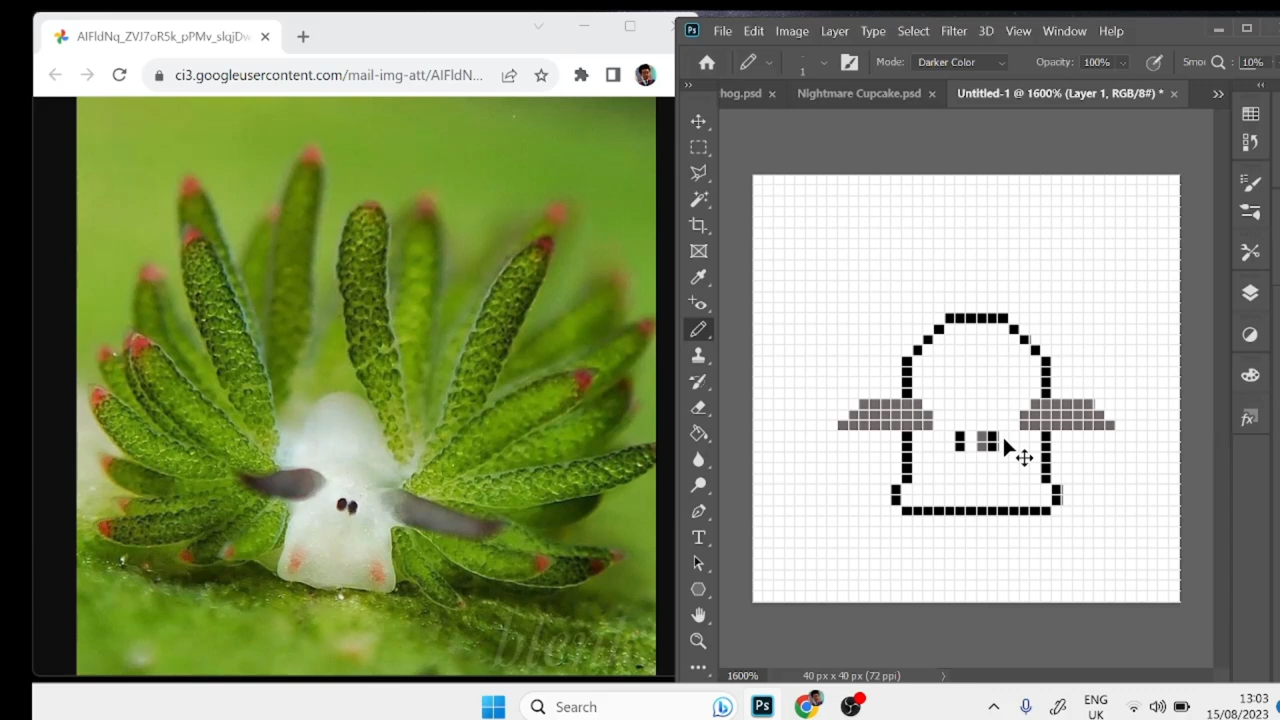 AIFldNq_ZVJ7oR5k_pPMv_slqjDw
ci3.googleusercontent.com/mail-img-att/AIFldN...
Ps File Edit Image Layer Type Select Filter 3D View Window Help
1 Mode: Darker Color Opacity: 100% Smoo : 10%
hog.psd Nightmare Cupcake.psd Untitled-1 @ 1600% (Layer 1, RGB/8#) *
T
fx
1600% 40 px x 40 px (72 ppi)
Search Ps ENG 13:03
UK 15/08/2023